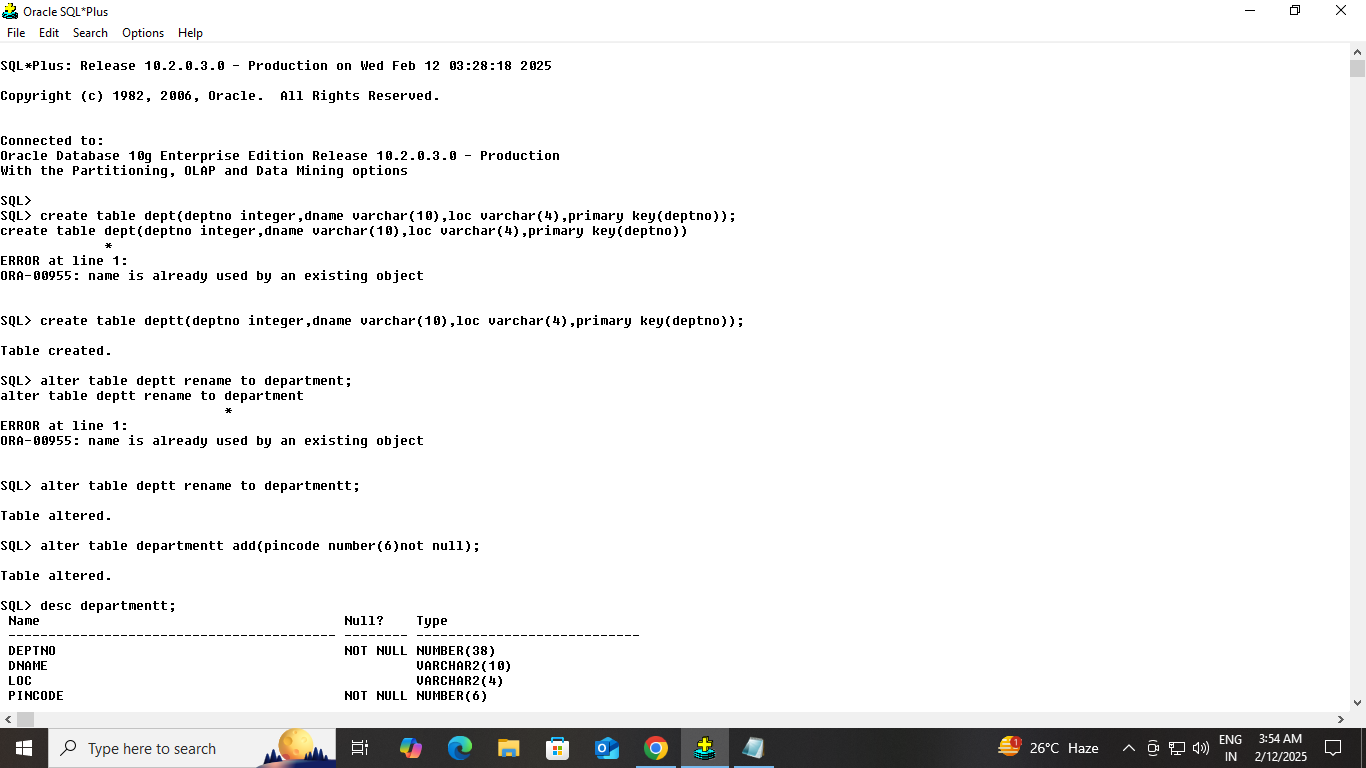 Oracle SQL*Plus
File Edit Search Options Help
SQL*Plus: Release 10.2.0.3.0 - Production on Wed Feb 12 03:28:18 2025
Copyright (c) 1982, 2006, Oracle.  All Rights Reserved.
Connected to:
Oracle Database 10g Enterprise Edition Release 10.2.0.3.0 - Production
With the Partitioning, OLAP and Data Mining options
SQL>
SQL> create table dept(deptno integer,dname varchar(10),loc varchar(4),primary key(deptno));
create table dept(deptno integer,dname varchar(10),loc varchar(4),primary key(deptno))
*
ERROR at line 1:
ORA-00955: name is already used by an existing object
SQL> create table deptt(deptno integer,dname varchar(10),loc varchar(4),primary key(deptno));
Table created.
SQL> alter table deptt rename to department;
alter table deptt rename to department
*
ERROR at line 1:
ORA-00955: name is already used by an existing object
SQL> alter table deptt rename to departmentt;
Table altered.
SQL> alter table departmentt add(pincode number(6)not null);
Table altered.
SQL> desc departmentt;
Name Null? Type
----------------------------------------- -------- ----------------------------
DEPTNO NOT NULL NUMBER(38)
DNAME VARCHAR2(10)
LOC VARCHAR2(4)
PINCODE NOT NULL NUMBER(6)
Type here to search
1 26°C Haze ENG IN 3:54 AM 2/12/2025